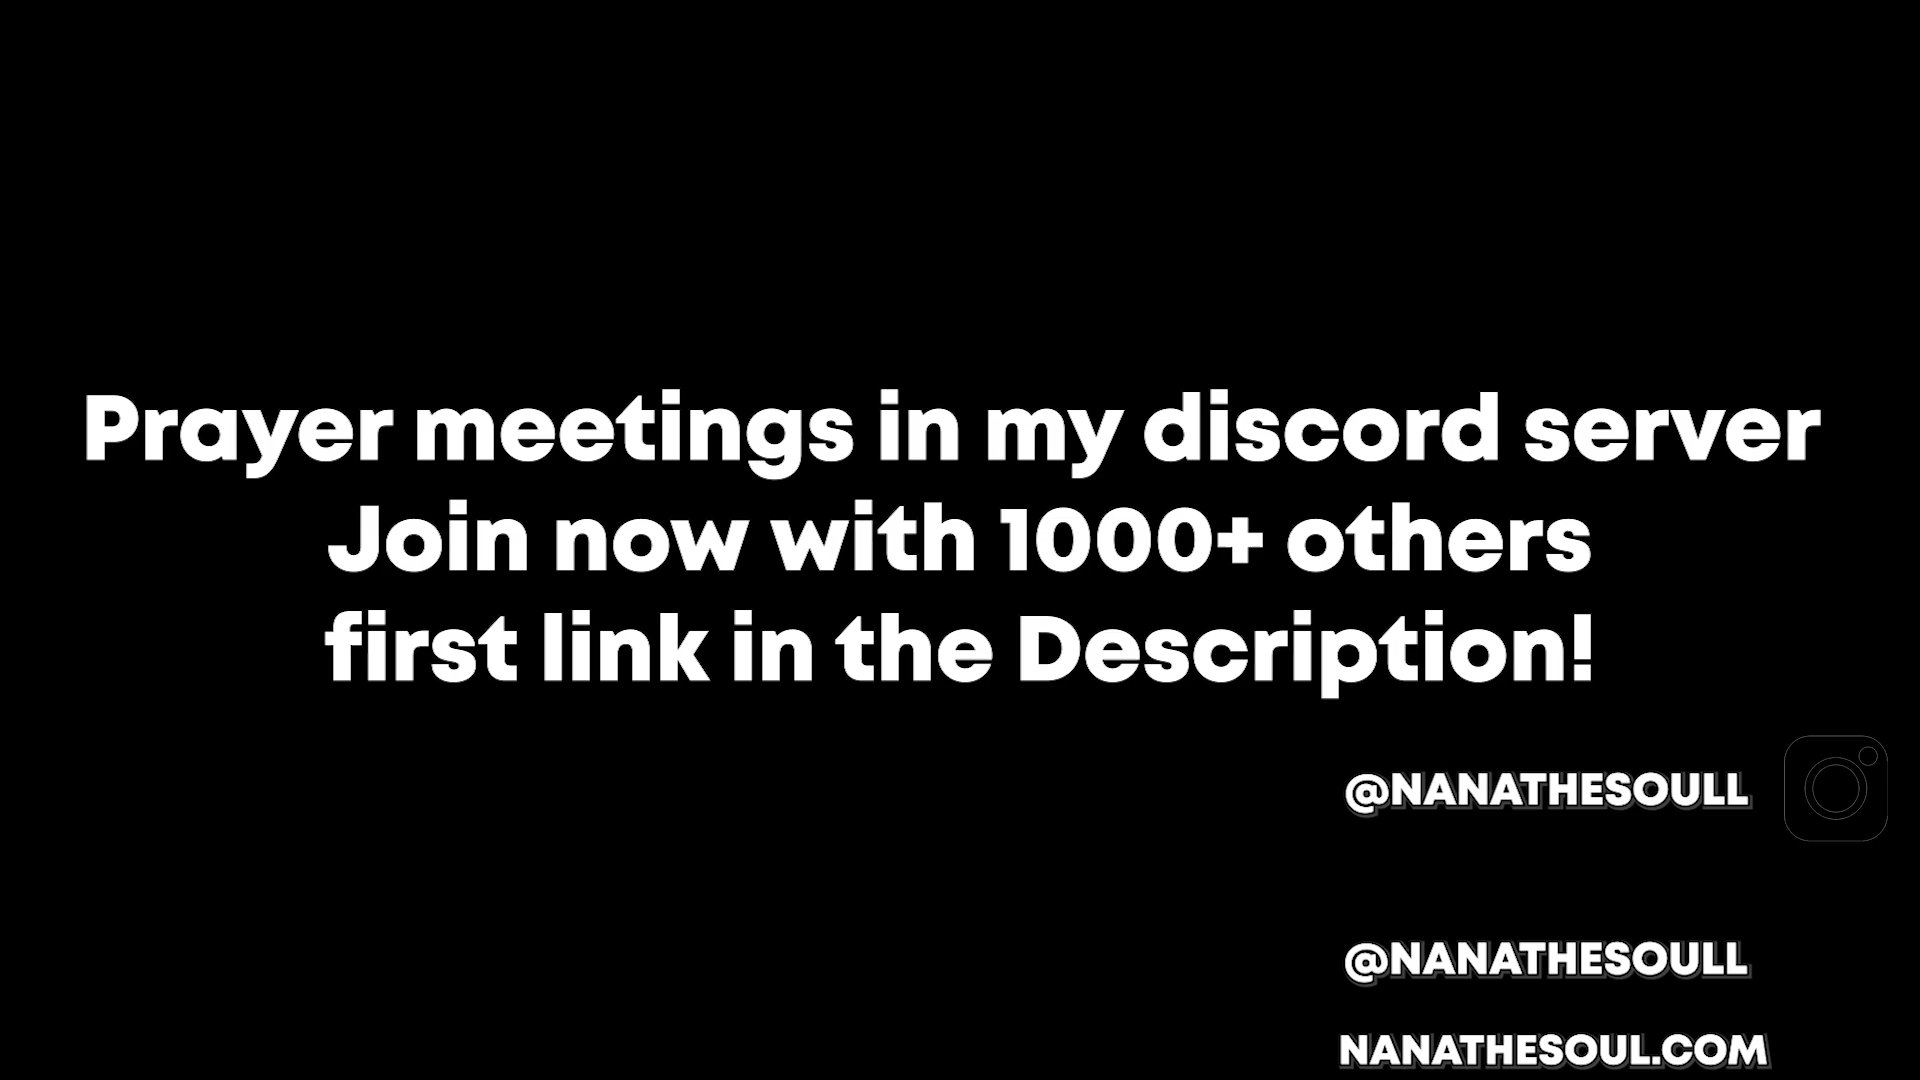 Prayer meetings in my discord server
Join now with 1000+ others
first link in the Description!
@NANATHESOULL
@NANATHESOULL
NANATHESOUL.COM